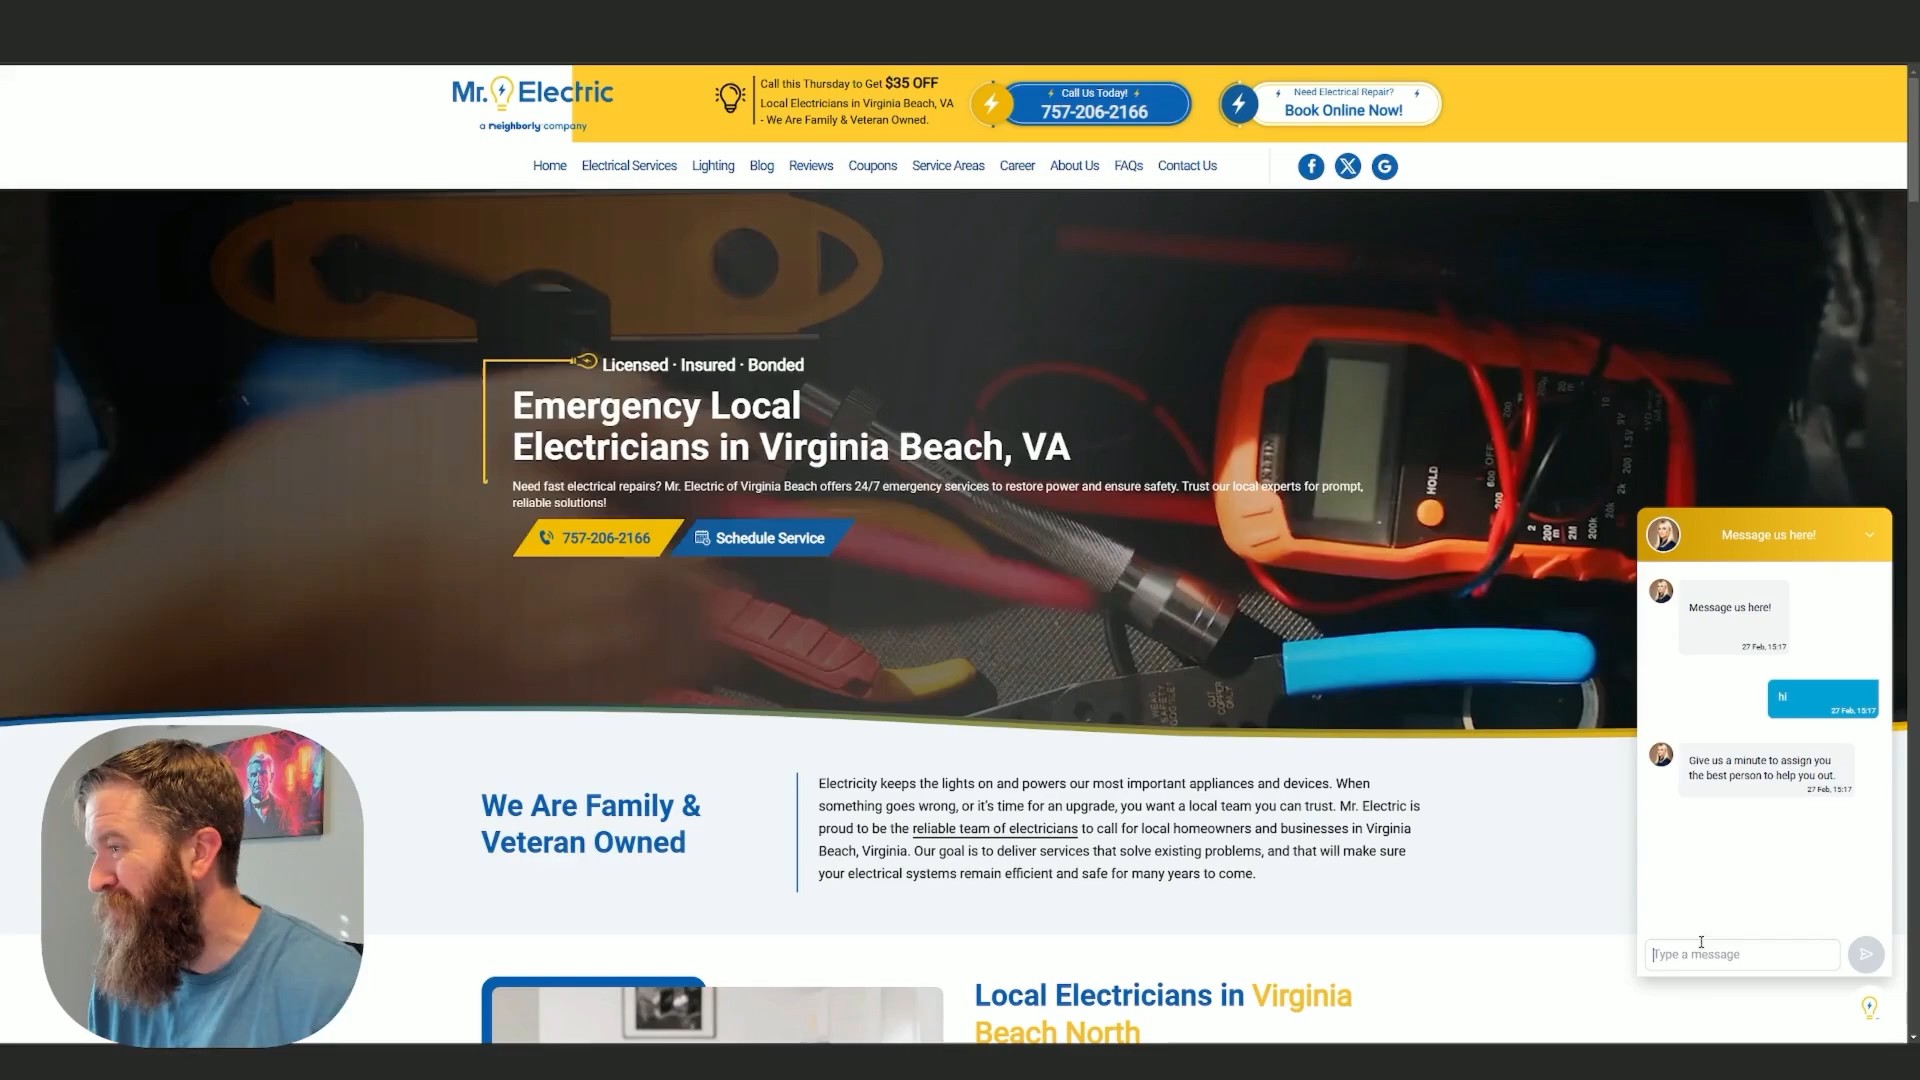 Mr. Electric
a neighborly company
Call this Thursday to Get $35 OFF
Local Electricians in Virginia Beach, VA
- We Are Family & Veteran Owned.
Call Us Today!
757-206-2166
Need Electrical Repair?
Book Online Now!
Home Electrical Services Lighting Blog Reviews Coupons Service Areas Career About Us FAQs Contact Us
Licensed · Insured · Bonded
Emergency Local
Electricians in Virginia Beach, VA
Need fast electrical repairs? Mr. Electric of Virginia Beach offers 24/7 emergency services to restore power and ensure safety. Trust our local experts for prompt,
reliable solutions!
757-206-2166
Schedule Service
HOLD
OFF
Message us here!
Message us here!
27 Feb, 15:17
hi
27 Feb, 15:17
Give us a minute to assign you
the best person to help you out.
27 Feb, 15:17
Type a message
We Are Family &
Veteran Owned
Electricity keeps the lights on and powers our most important appliances and devices. When
something goes wrong, or it's time for an upgrade, you want a local team you can trust. Mr. Electric is
proud to be the reliable team of electricians to call for local homeowners and businesses in Virginia
Beach, Virginia. Our goal is to deliver services that solve existing problems, and that will make sure
your electrical systems remain efficient and safe for many years to come.
Local Electricians in Virginia
Beach North